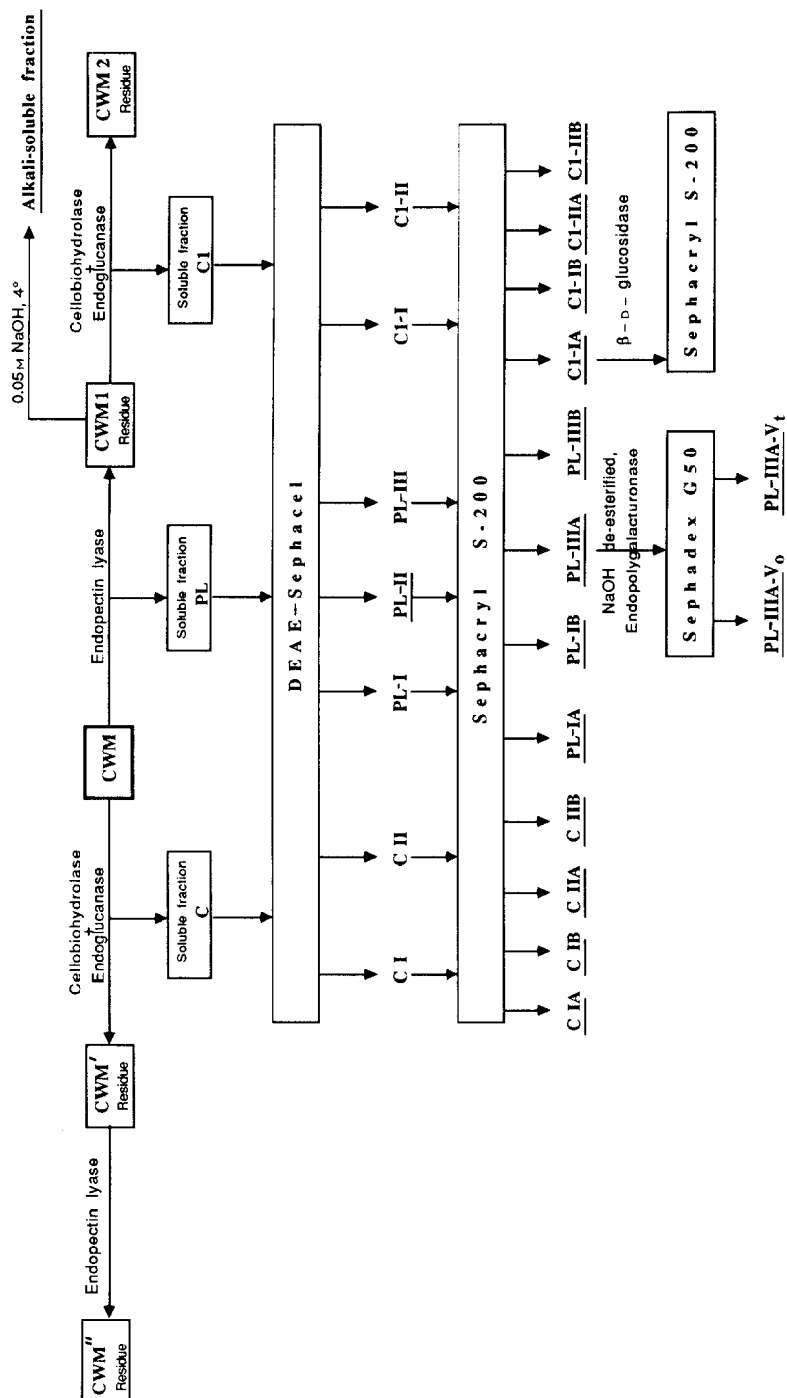 CWM″
Residue
Endopectin lyase
CWM′
Residue
Cellobiohydrolase
+
Endoglucanase
CWM
Endopectin lyase
CWM1
Residue
0.05M NaOH, 4°
Alkali-soluble fraction
Cellobiohydrolase
+
Endoglucanase
CWM 2
Residue
Soluble fraction
C
Soluble fraction
PL
Soluble fraction
C1
DEAE-Sephacel
C I
C II
PL-I
PL-II
PL-III
C1-I
C1-II
Sephacryl S-200
C IA
C IB
C IIA
C IIB
PL-IA
PL-IB
PL-IIIA
PL-IIIB
C1-IA
C1-IB
C1-IIA
C1-IIB
NaOH de-esterified,
Endopolygalacturonase
β-D-glucosidase
Sephadex G50
Sephacryl S-200
PL-IIIA-Vo
PL-IIIA-Vt